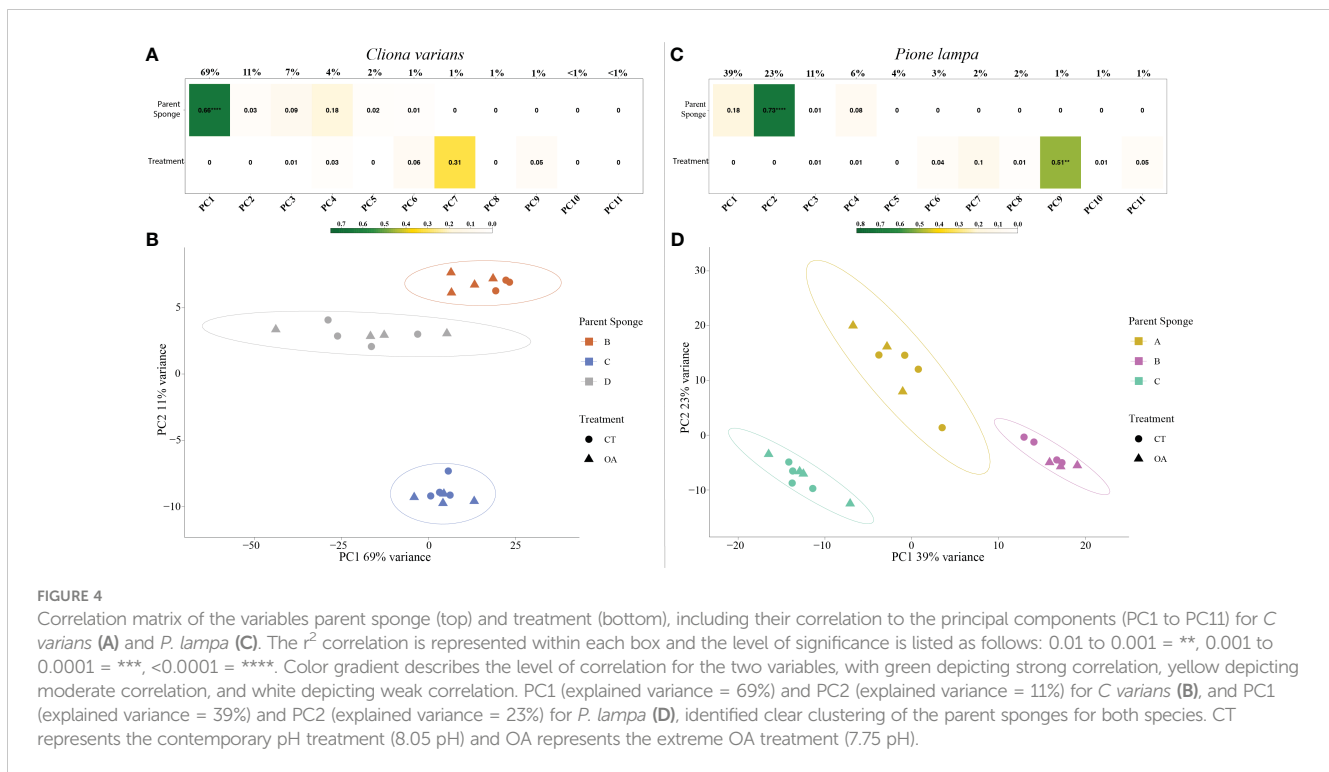 A
Cliona varians
69% 11% 7% 4% 2% 1% 1% 1% 1% <1% <1%
Parent
Sponge
0.66**** 0.03 0.09 0.18 0.02 0.01 0 0 0 0 0
Treatment
0 0 0.01 0.03 0 0.06 0.31 0 0.05 0 0
PC1 PC2 PC3 PC4 PC5 PC6 PC7 PC8 PC9 PC10 PC11
0.7 0.6 0.5 0.4 0.3 0.2 0.1 0.0
C
Pione lampa
39% 23% 11% 6% 4% 3% 2% 2% 1% 1% 1%
Parent
Sponge
0.18 0.73**** 0.01 0.08 0 0 0 0 0 0 0
Treatment
0 0 0.01 0.01 0 0.04 0.1 0.01 0.51** 0.01 0.05
PC1 PC2 PC3 PC4 PC5 PC6 PC7 PC8 PC9 PC10 PC11
0.8 0.7 0.6 0.5 0.4 0.3 0.2 0.1 0.0
B
PC2 11% variance
5
0
−5
−10
−50 −25 0 25
PC1 69% variance
Parent Sponge
B
C
D
Treatment
CT
OA
D
PC2 23% variance
30
20
10
0
−10
−20 −10 0 10 20
PC1 39% variance
Parent Sponge
A
B
C
Treatment
CT
OA
FIGURE 4
Correlation matrix of the variables parent sponge (top) and treatment (bottom), including their correlation to the principal components (PC1 to PC11) for C
varians (A) and P. lampa (C). The r² correlation is represented within each box and the level of significance is listed as follows: 0.01 to 0.001 = **, 0.001 to
0.0001 = ***, <0.0001 = ****. Color gradient describes the level of correlation for the two variables, with green depicting strong correlation, yellow depicting
moderate correlation, and white depicting weak correlation. PC1 (explained variance = 69%) and PC2 (explained variance = 11%) for C varians (B), and PC1
(explained variance = 39%) and PC2 (explained variance = 23%) for P. lampa (D), identified clear clustering of the parent sponges for both species. CT
represents the contemporary pH treatment (8.05 pH) and OA represents the extreme OA treatment (7.75 pH).